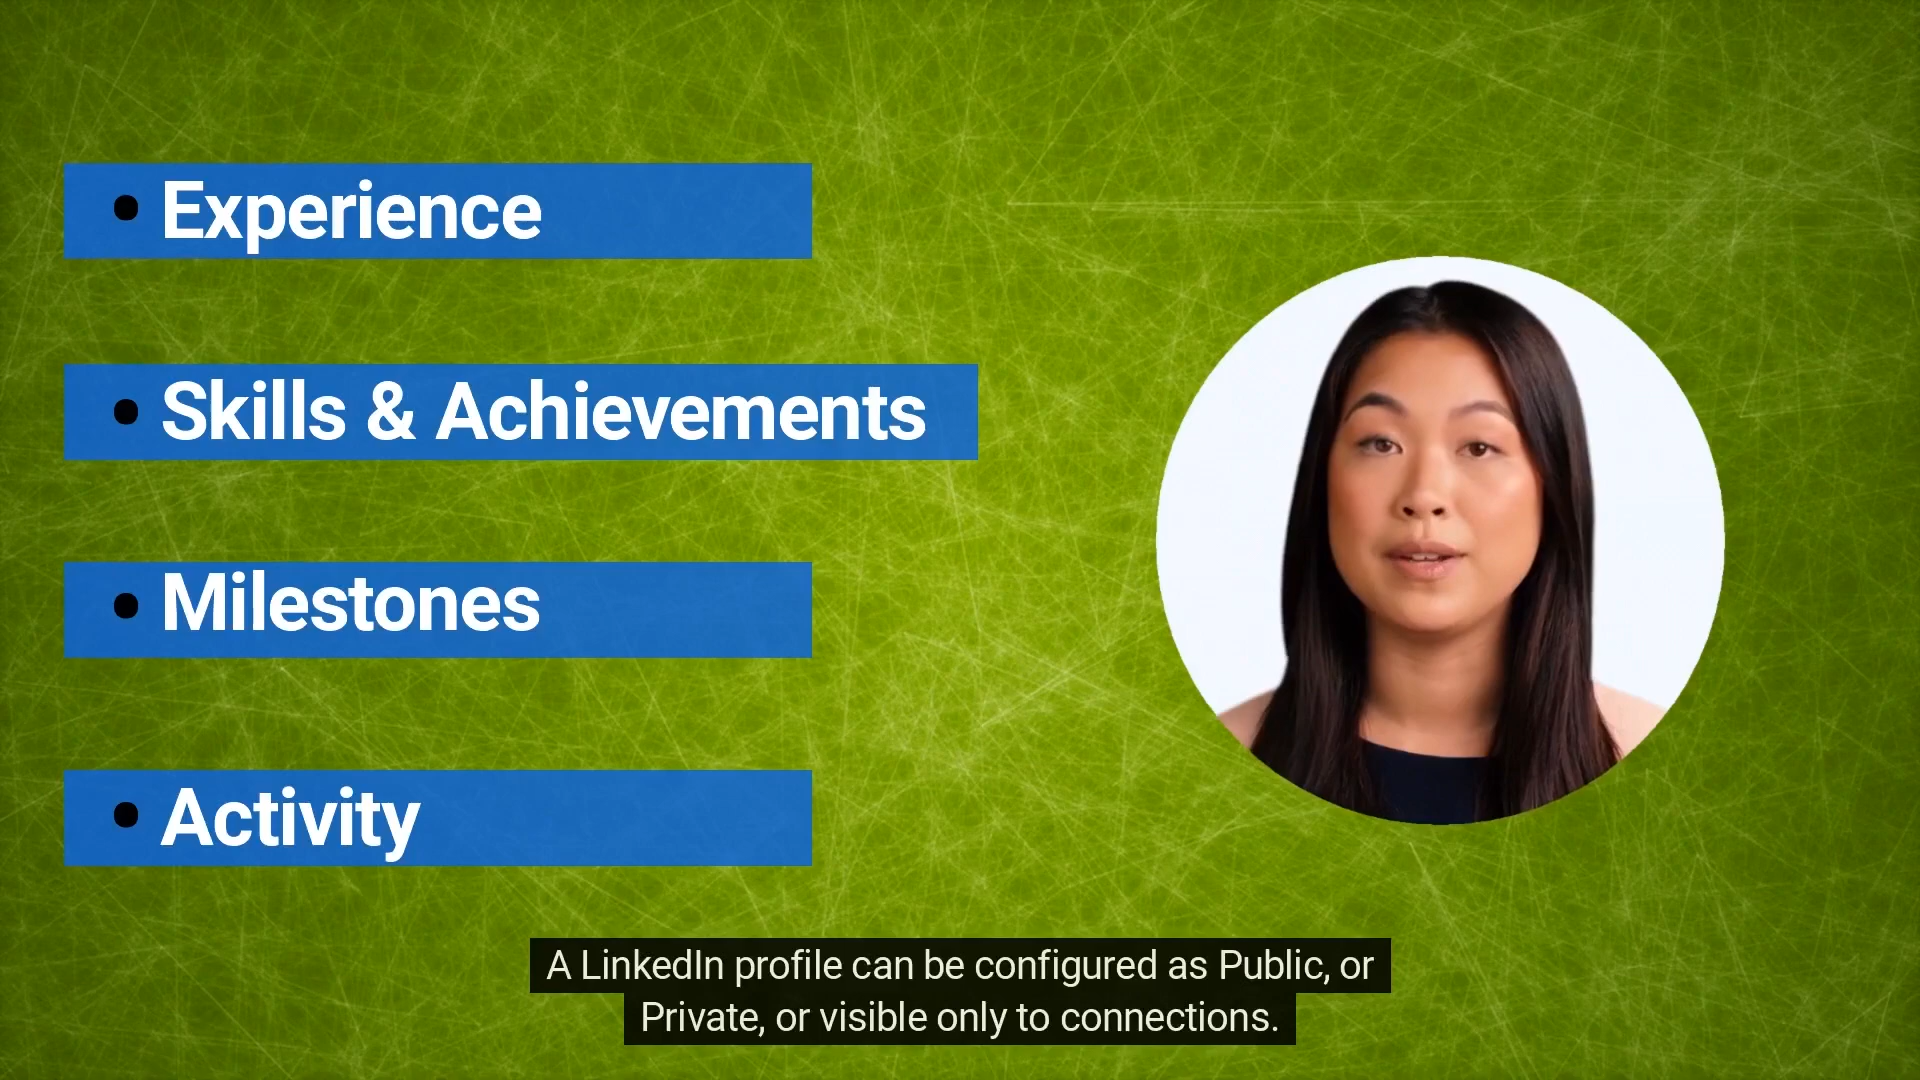 • Experience
• Skills & Achievements
• Milestones
• Activity
A LinkedIn profile can be configured as Public, or
Private, or visible only to connections.